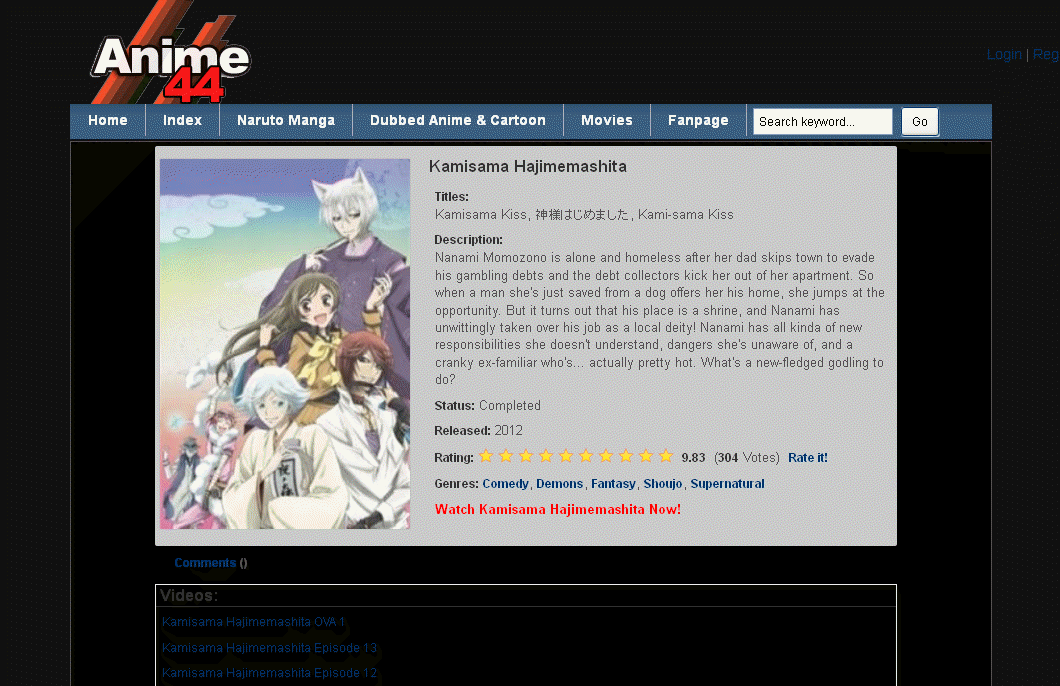 Anime
44
Login | Reg
Home Index Naruto Manga Dubbed Anime & Cartoon Movies Fanpage Search keyword... Go
Kamisama Hajimemashita
Titles:
Kamisama Kiss, 神様はじめました, Kami-sama Kiss
Description:
Nanami Momozono is alone and homeless after her dad skips town to evade
his gambling debts and the debt collectors kick her out of her apartment. So
when a man she's just saved from a dog offers her his home, she jumps at the
opportunity. But it turns out that his place is a shrine, and Nanami has
unwittingly taken over his job as a local deity! Nanami has all kinda of new
responsibilities she doesn't understand, dangers she's unaware of, and a
cranky ex-familiar who's... actually pretty hot. What's a new-fledged godling to
do?
Status: Completed
Released: 2012
Rating: 9.83 (304 Votes) Rate it!
Genres: Comedy, Demons, Fantasy, Shoujo, Supernatural
Watch Kamisama Hajimemashita Now!
Comments ()
Videos:
Kamisama Hajimemashita OVA 1
Kamisama Hajimemashita Episode 13
Kamisama Hajimemashita Episode 12